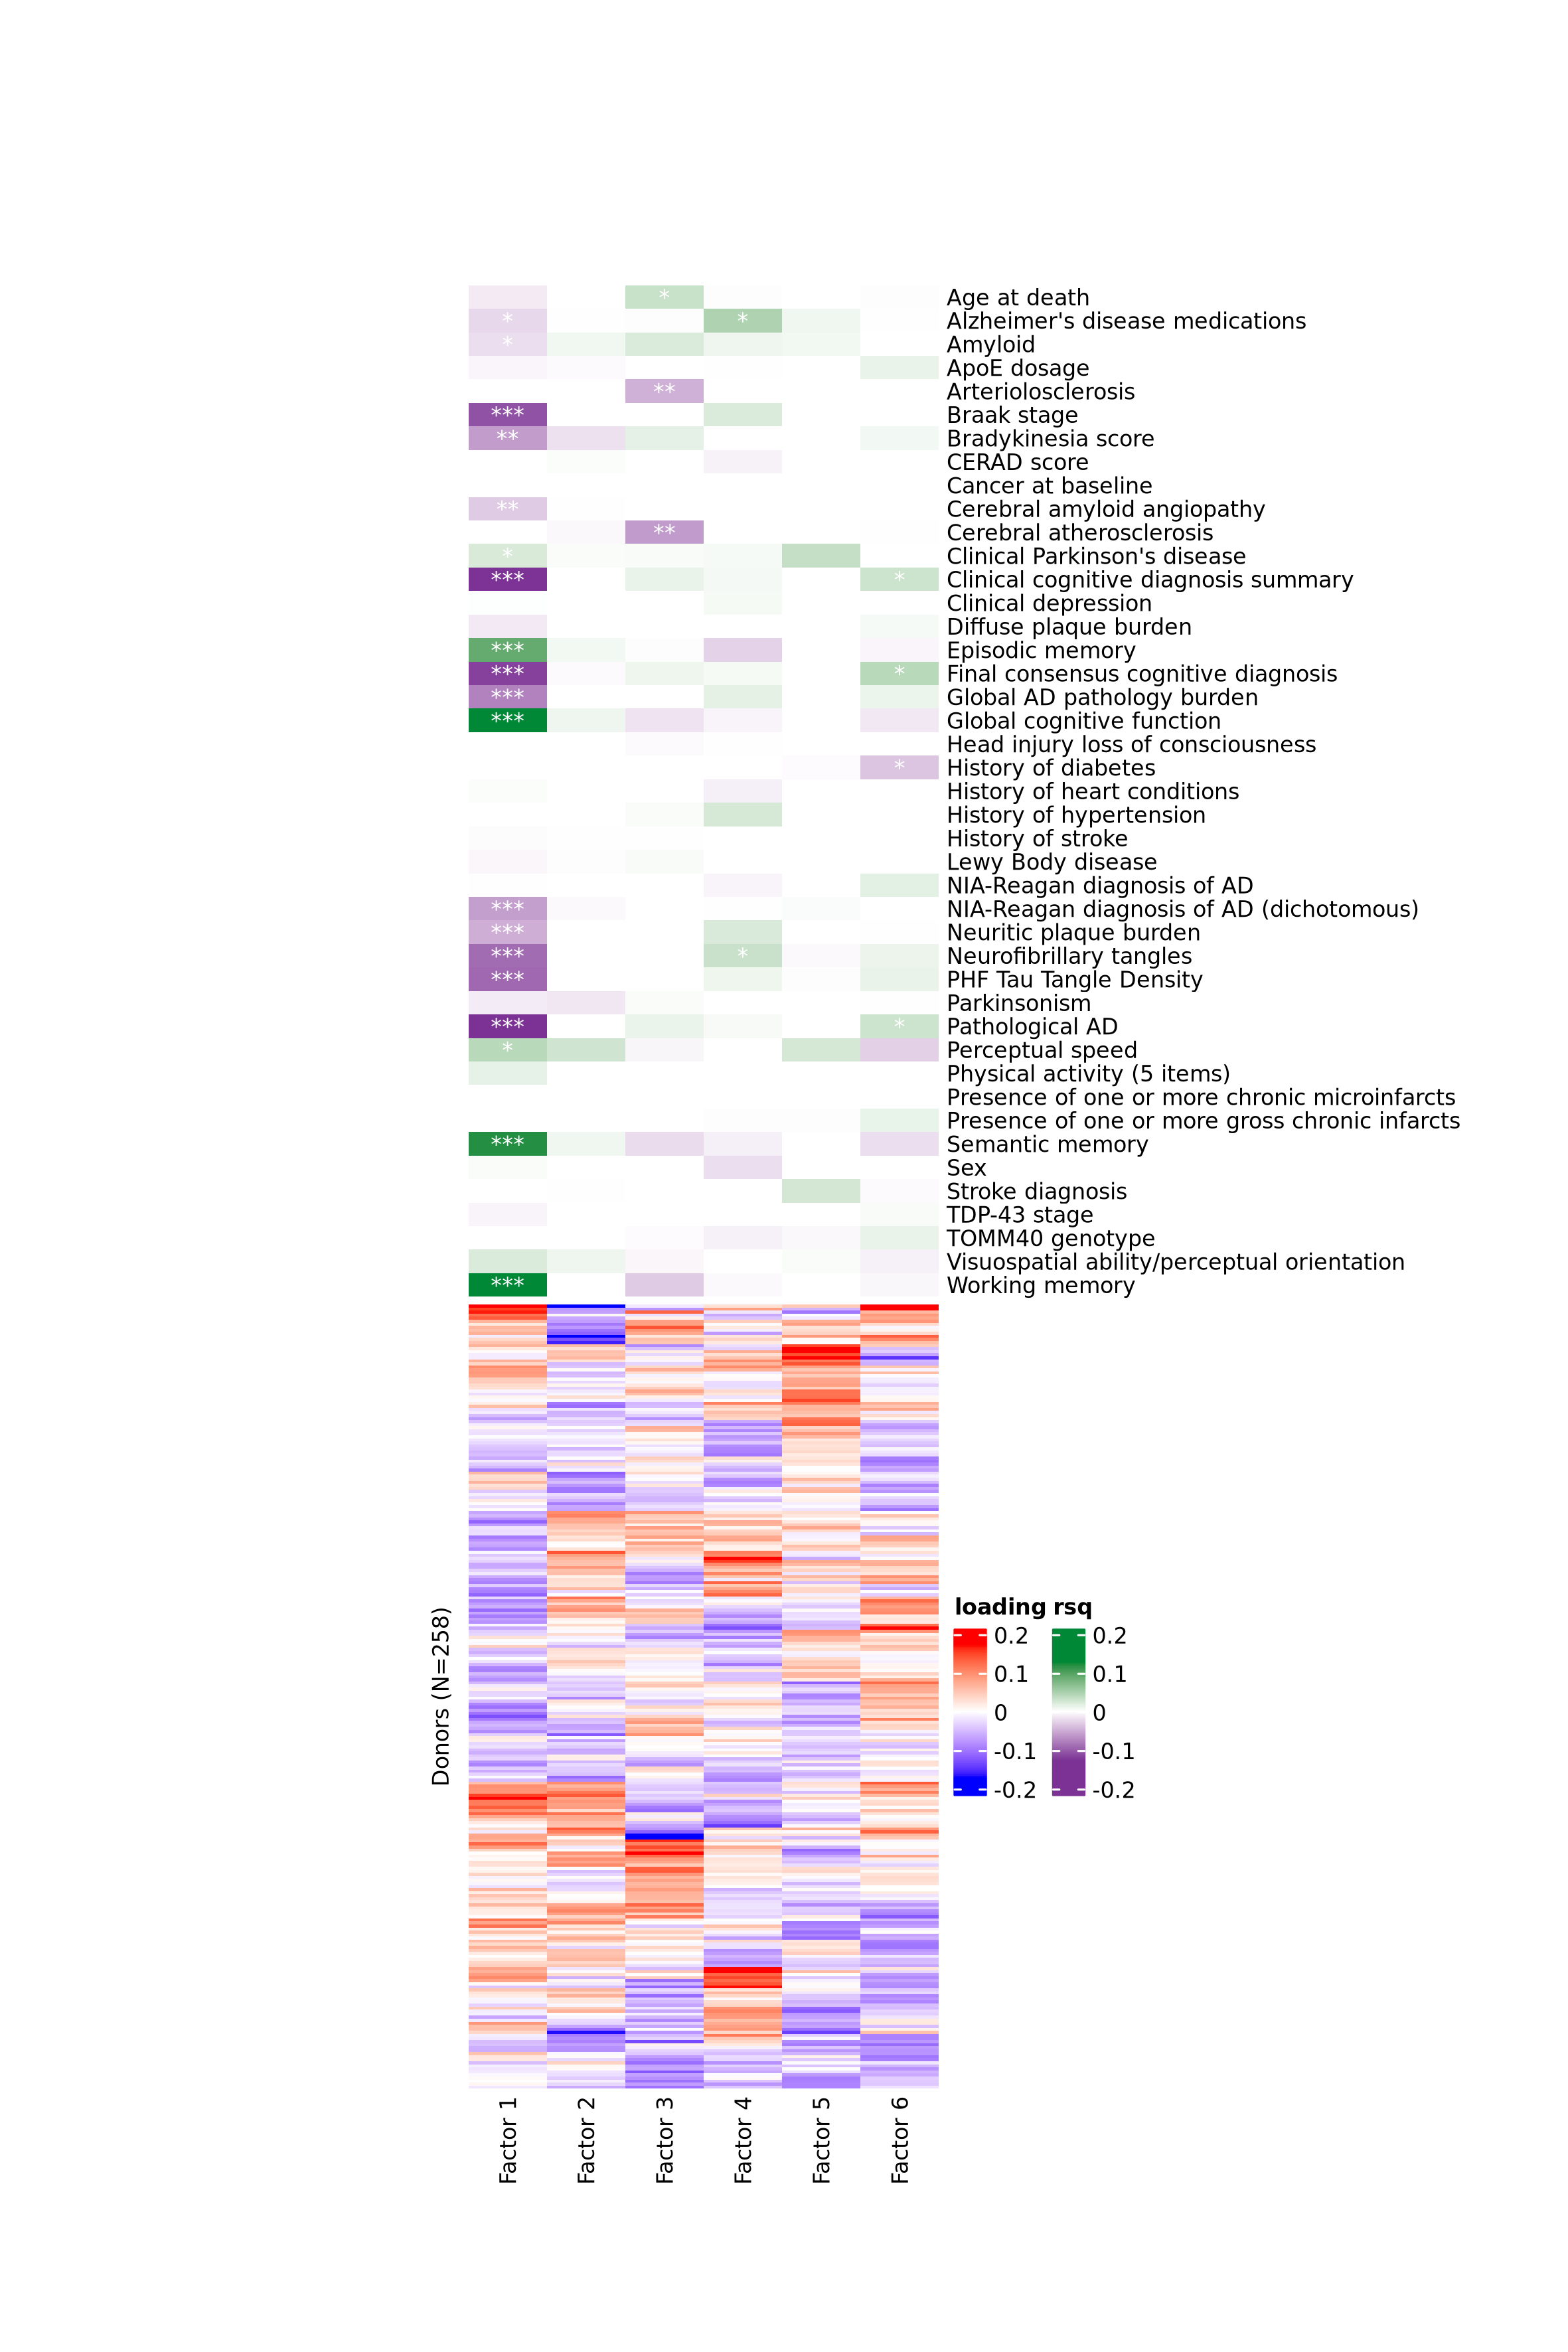 * Age at death
* * Alzheimer's disease medications
* Amyloid
ApoE dosage
** Arteriolosclerosis
*** Braak stage
** Bradykinesia score
CERAD score
Cancer at baseline
** Cerebral amyloid angiopathy
** Cerebral atherosclerosis
* Clinical Parkinson's disease
*** * Clinical cognitive diagnosis summary
Clinical depression
Diffuse plaque burden
*** Episodic memory
*** * Final consensus cognitive diagnosis
*** Global AD pathology burden
*** Global cognitive function
Head injury loss of consciousness
* History of diabetes
History of heart conditions
History of hypertension
History of stroke
Lewy Body disease
NIA-Reagan diagnosis of AD
*** NIA-Reagan diagnosis of AD (dichotomous)
*** Neuritic plaque burden
*** * Neurofibrillary tangles
*** PHF Tau Tangle Density
Parkinsonism
*** * Pathological AD
* Perceptual speed
Physical activity (5 items)
Presence of one or more chronic microinfarcts
Presence of one or more gross chronic infarcts
*** Semantic memory
Sex
Stroke diagnosis
TDP-43 stage
TOMM40 genotype
Visuospatial ability/perceptual orientation
*** Working memory
Donors (N=258)
loading rsq
0.2 0.2
0.1 0.1
0 0
-0.1 -0.1
-0.2 -0.2
Factor 1
Factor 2
Factor 3
Factor 4
Factor 5
Factor 6